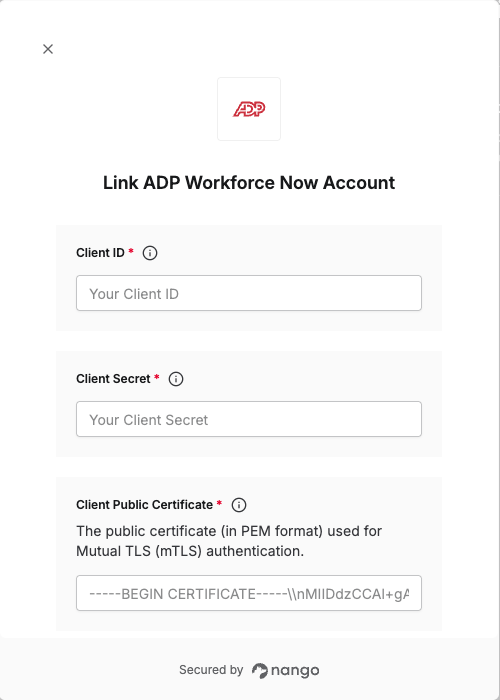 ADP
Link ADP Workforce Now Account
Client ID *
Your Client ID
Client Secret *
Your Client Secret
Client Public Certificate *
The public certificate (in PEM format) used for
Mutual TLS (mTLS) authentication.
-----BEGIN CERTIFICATE-----\\nMIIDdzCCAl+gA
Secured by nango